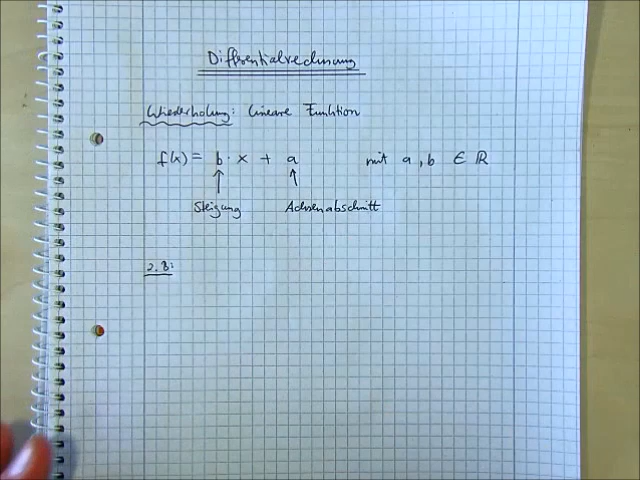 Differentialrechnung
Wiederholung: Lineare Funktion
f(x) = b · x + a mit a, b ∈ ℝ
Steigung Achsenabschnitt
z.B: